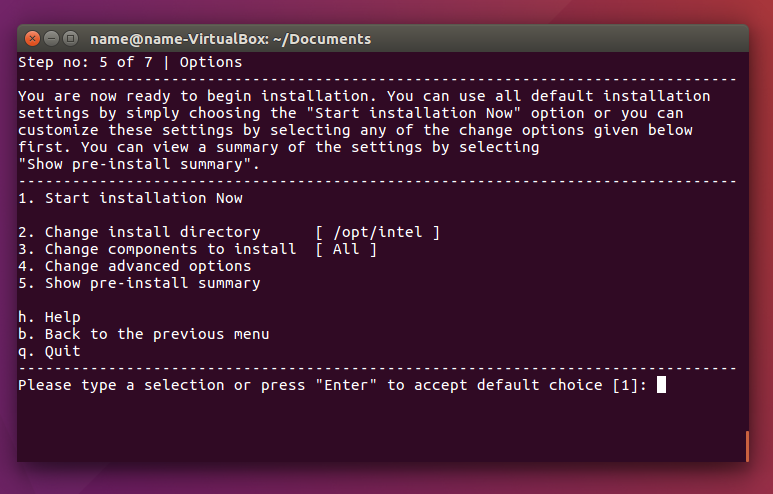 name@name-VirtualBox: ~/Documents
Step no: 5 of 7 | Options
--------------------------------------------------------------------------------
You are now ready to begin installation. You can use all default installation
settings by simply choosing the "Start installation Now" option or you can
customize these settings by selecting any of the change options given below
first. You can view a summary of the settings by selecting
"Show pre-install summary".
--------------------------------------------------------------------------------
1. Start installation Now
2. Change install directory      [ /opt/intel ]
3. Change components to install  [ All ]
4. Change advanced options
5. Show pre-install summary
h. Help
b. Back to the previous menu
q. Quit
--------------------------------------------------------------------------------
Please type a selection or press "Enter" to accept default choice [1]: